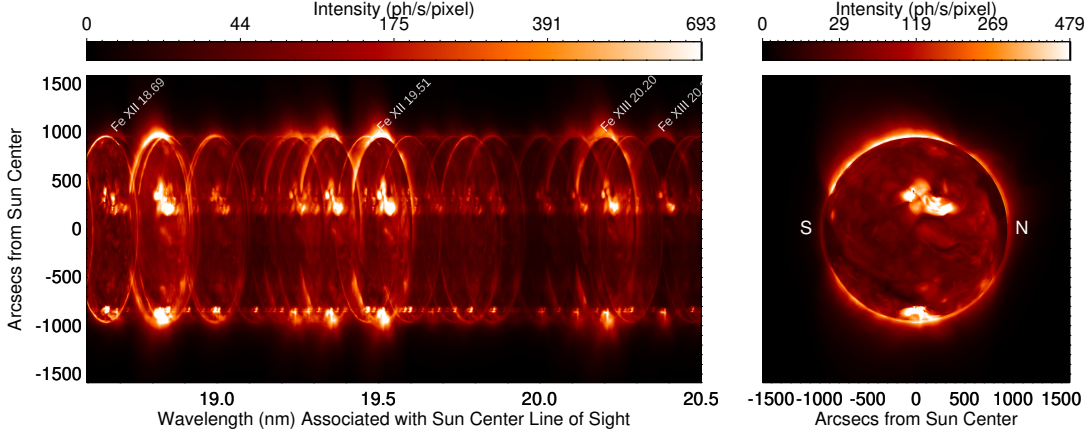 Intensity (ph/s/pixel)
0 44 175 391 693
Intensity (ph/s/pixel)
0 29 119 269 479
Fe XII 18.69
Fe XII 19.51
Fe XIII 20.20
Fe XIII 20.
1500
1000
500
0
-500
-1000
-1500
Arcsecs from Sun Center
19.0 19.5 20.0 20.5
Wavelength (nm) Associated with Sun Center Line of Sight
S
N
-1500 -1000 -500 0 500 1000 1500
Arcsecs from Sun Center